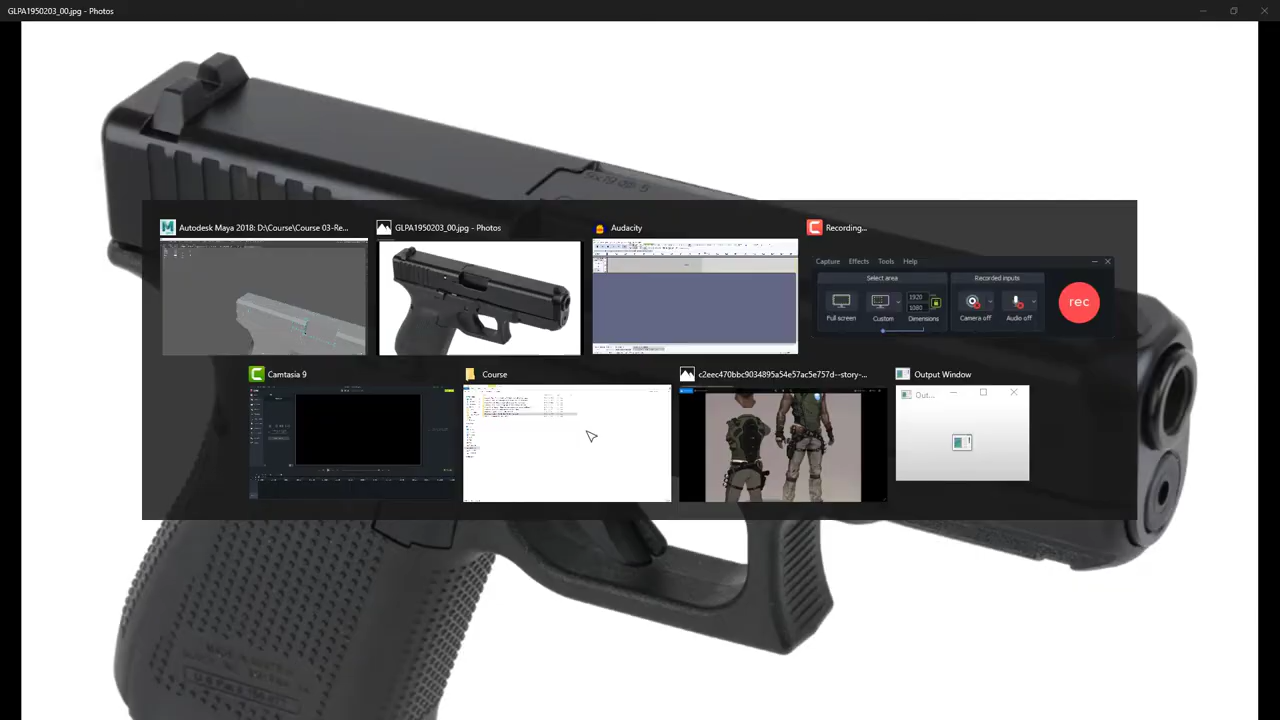 GLPA1950203_00.jpg - Photos
Autodesk Maya 2018: D:\Course\Course 03-Re...
GLPA1950203_00.jpg - Photos
Audacity
Recording...
Capture Effects Tools Help
Select area
Recorded inputs
1920
1080
rec
Full screen
Custom
Dimensions
Camera off
Audio off
Camtasia 9
Course
c2eec470bbc9034895a54e57ac5e757d--story-...
Output Window
Out...